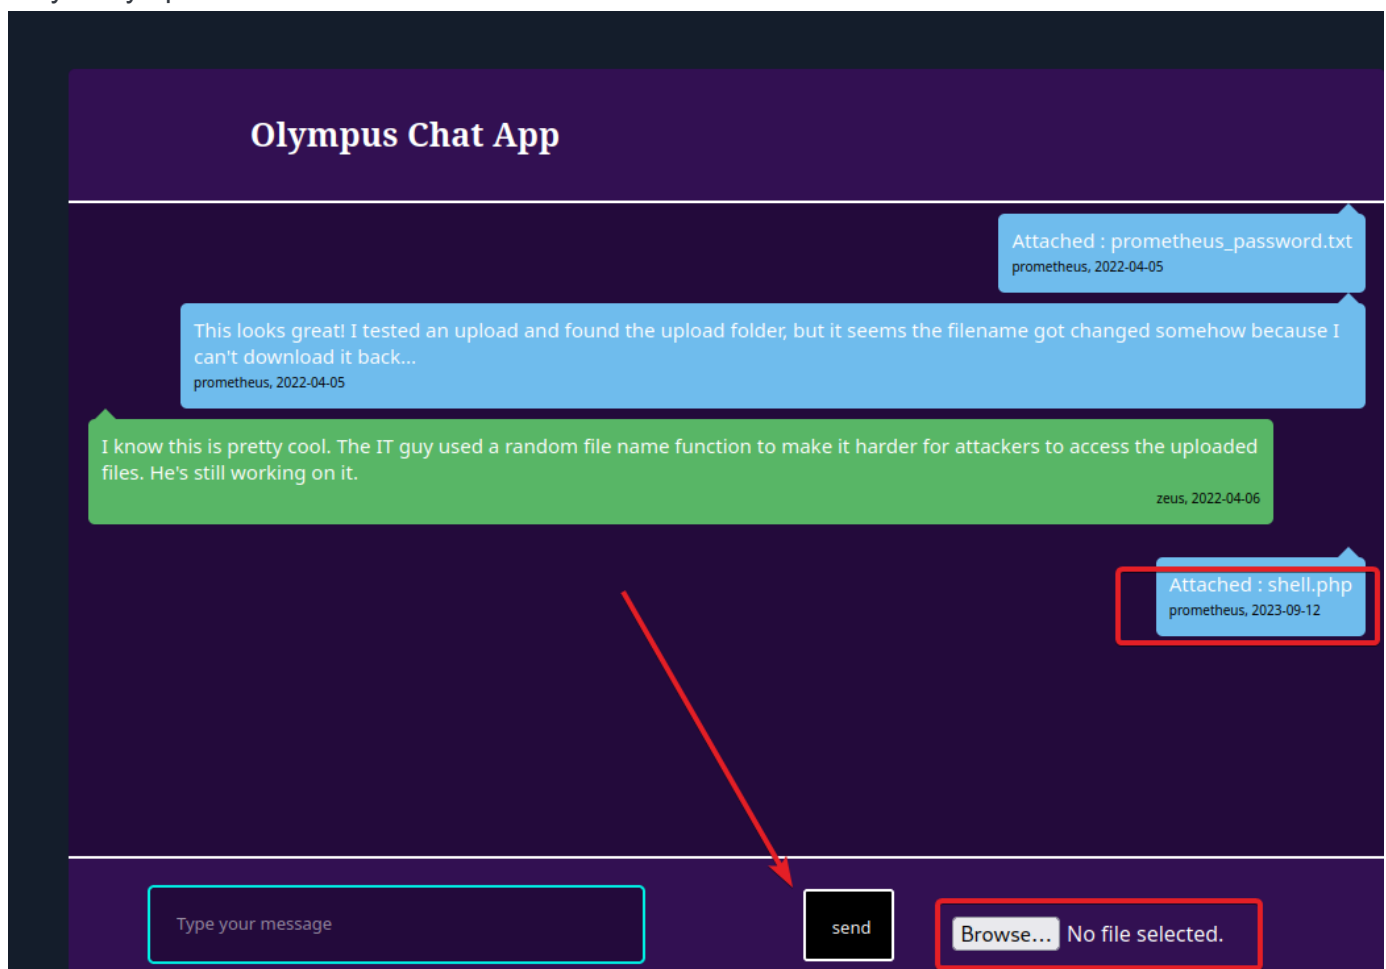 Olympus Chat App
Attached : prometheus_password.txt
prometheus, 2022-04-05
This looks great! I tested an upload and found the upload folder, but it seems the filename got changed somehow because I
can't download it back...
prometheus, 2022-04-05
I know this is pretty cool. The IT guy used a random file name function to make it harder for attackers to access the uploaded
files. He's still working on it.
zeus, 2022-04-06
Attached : shell.php
prometheus, 2023-09-12
Type your message
send
Browse... No file selected.